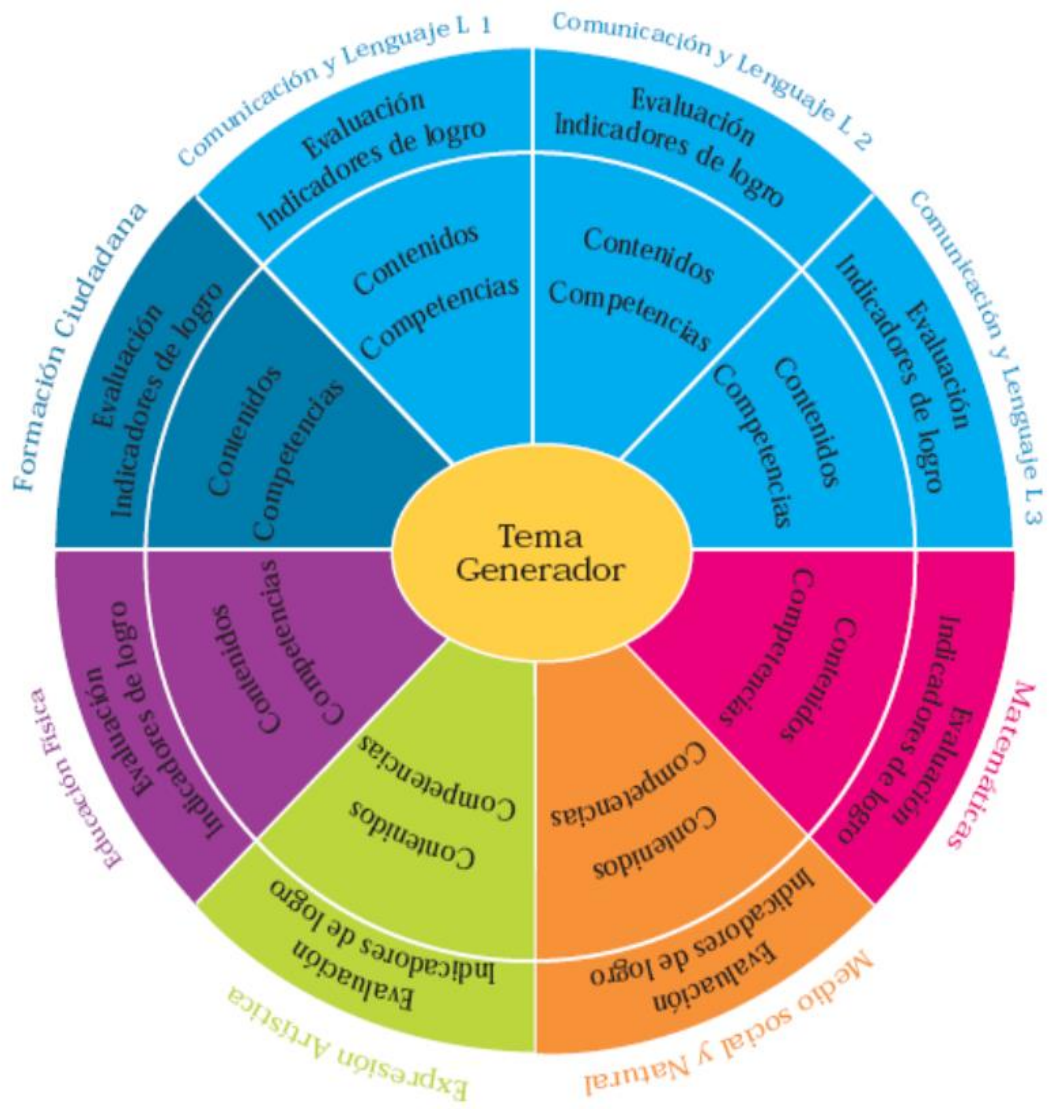 Comunicación y Lenguaje L 1
Evaluación
Indicadores de logro
Contenidos
Competencias
Comunicación y Lenguaje L 2
Evaluación
Indicadores de logro
Contenidos
Competencias
Comunicación y Lenguaje L 3
Evaluación
Indicadores de logro
Contenidos
Competencias
Matemáticas
Evaluación
Indicadores de logro
Contenidos
Competencias
Medio social y Natural
Evaluación
Indicadores de logro
Contenidos
Competencias
Expresión Artística
Evaluación
Indicadores de logro
Contenidos
Competencias
Educación Física
Evaluación
Indicadores de logro
Contenidos
Competencias
Formación Ciudadana
Evaluación
Indicadores de logro
Contenidos
Competencias
Tema
Generador